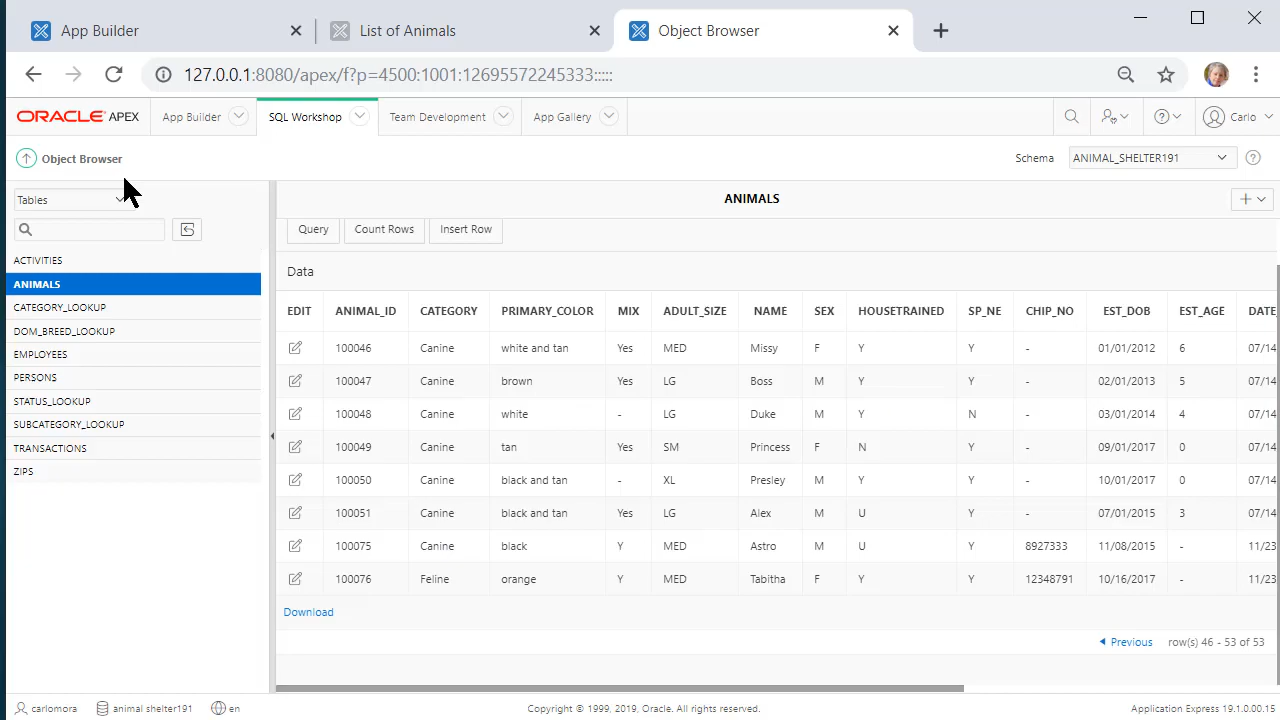 App Builder
List of Animals
Object Browser
127.0.0.1:8080/apex/f?p=4500:1001:12695572245333:::::
ORACLE APEX App Builder SQL Workshop Team Development App Gallery Carlo
Object Browser Schema ANIMAL_SHELTER191
Tables
ANIMALS
Query Count Rows Insert Row
ACTIVITIES
ANIMALS
CATEGORY_LOOKUP
DOM_BREED_LOOKUP
EMPLOYEES
PERSONS
STATUS_LOOKUP
SUBCATEGORY_LOOKUP
TRANSACTIONS
ZIPS
Data
EDIT ANIMAL_ID CATEGORY PRIMARY_COLOR MIX ADULT_SIZE NAME SEX HOUSETRAINED SP_NE CHIP_NO EST_DOB EST_AGE DATE_
100046 Canine white and tan Yes MED Missy F Y Y - 01/01/2012 6 07/14
100047 Canine brown Yes LG Boss M Y Y - 02/01/2013 5 07/14
100048 Canine white - LG Duke M Y N - 03/01/2014 4 07/14
100049 Canine tan Yes SM Princess F N Y - 09/01/2017 0 07/14
100050 Canine black and tan - XL Presley M Y Y - 10/01/2017 0 07/14
100051 Canine black and tan Yes LG Alex M U Y - 07/01/2015 3 07/14
100075 Canine black Y MED Astro M U Y 8927333 11/08/2015 - 11/23
100076 Feline orange Y MED Tabitha F Y Y 12348791 10/16/2017 - 11/23
Download
Previous row(s) 46 - 53 of 53
carlomora animal shelter191 en Copyright © 1999, 2019, Oracle. All rights reserved. Application Express 19.1.0.00.15